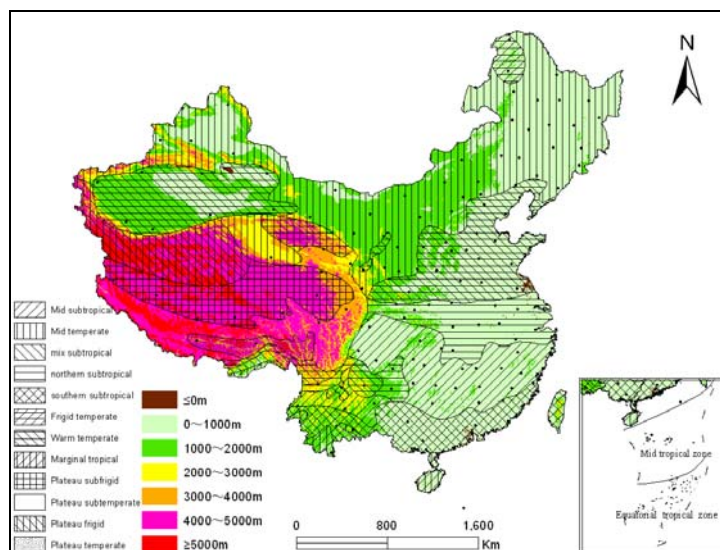 N
Mid subtropical
Mid temperate
mix subtropical
northern subtropical
southern subtropical
Frigid temperate
Warm temperate
Marginal tropical
Plateau subfrigid
Plateau subtemperate
Plateau frigid
Plateau temperate
≤0m
0～1000m
1000～2000m
2000～3000m
3000～4000m
4000～5000m
≥5000m
0 800 1,600
Km
Mid tropical zone
Equatorial tropical zone